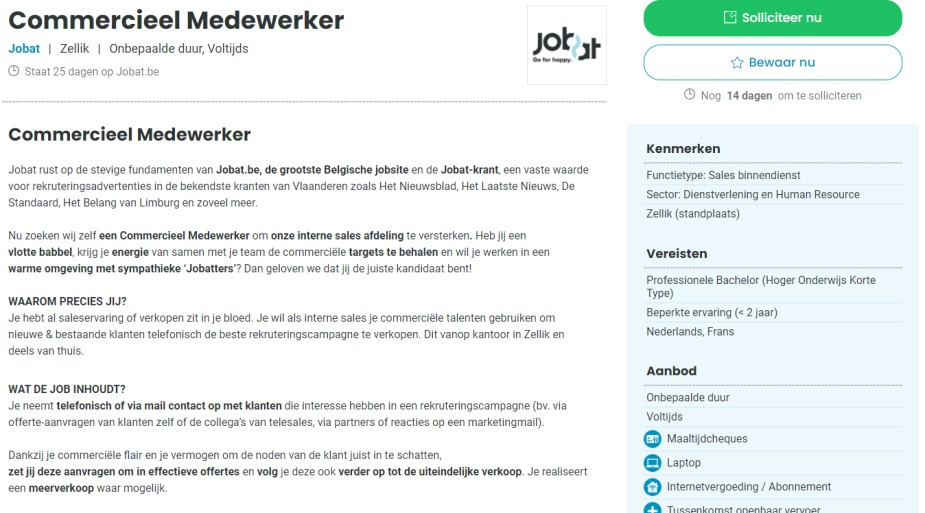 Commercieel Medewerker
Jobat | Zellik | Onbepaalde duur, Voltijds
Staat 25 dagen op Jobat.be
jobat
Go for happy.
Commercieel Medewerker
Jobat rust op de stevige fundamenten van Jobat.be, de grootste Belgische jobsite en de Jobat-krant, een vaste waarde
voor rekruteringsadvertenties in de bekendste kranten van Vlaanderen zoals Het Nieuwsblad, Het Laatste Nieuws, De
Standaard, Het Belang van Limburg en zoveel meer.
Nu zoeken wij zelf een Commercieel Medewerker om onze interne sales afdeling te versterken. Heb jij een
vlotte babbel, krijg je energie van samen met je team de commerciële targets te behalen en wil je werken in een
warme omgeving met sympathieke ‘Jobatters’? Dan geloven we dat jij de juiste kandidaat bent!
WAAROM PRECIES JIJ?
Je hebt al saleservaring of verkopen zit in je bloed. Je wil als interne sales je commerciële talenten gebruiken om
nieuwe & bestaande klanten telefonisch de beste rekruteringscampagne te verkopen. Dit vanop kantoor in Zellik en
deels van thuis.
WAT DE JOB INHOUDT?
Je neemt telefonisch of via mail contact op met klanten die interesse hebben in een rekruteringscampagne (bv. via
offerte-aanvragen van klanten zelf of de collega’s van telesales, via partners of reacties op een marketingmail).
Dankzij je commerciële flair en je vermogen om de noden van de klant juist in te schatten,
zet jij deze aanvragen om in effectieve offertes en volg je deze ook verder op tot de uiteindelijke verkoop. Je realiseert
een meerverkoop waar mogelijk.
Solliciteer nu
Bewaar nu
Nog 14 dagen om te solliciteren
Kenmerken
Functietype: Sales binnendienst
Sector: Dienstverlening en Human Resource
Zellik (standplaats)
Vereisten
Professionele Bachelor (Hoger Onderwijs Korte
Type)
Beperkte ervaring (< 2 jaar)
Nederlands, Frans
Aanbod
Onbepaalde duur
Voltijds
Maaltijdcheques
Laptop
Internetvergoeding / Abonnement
Tussenkomst openbaar vervoer